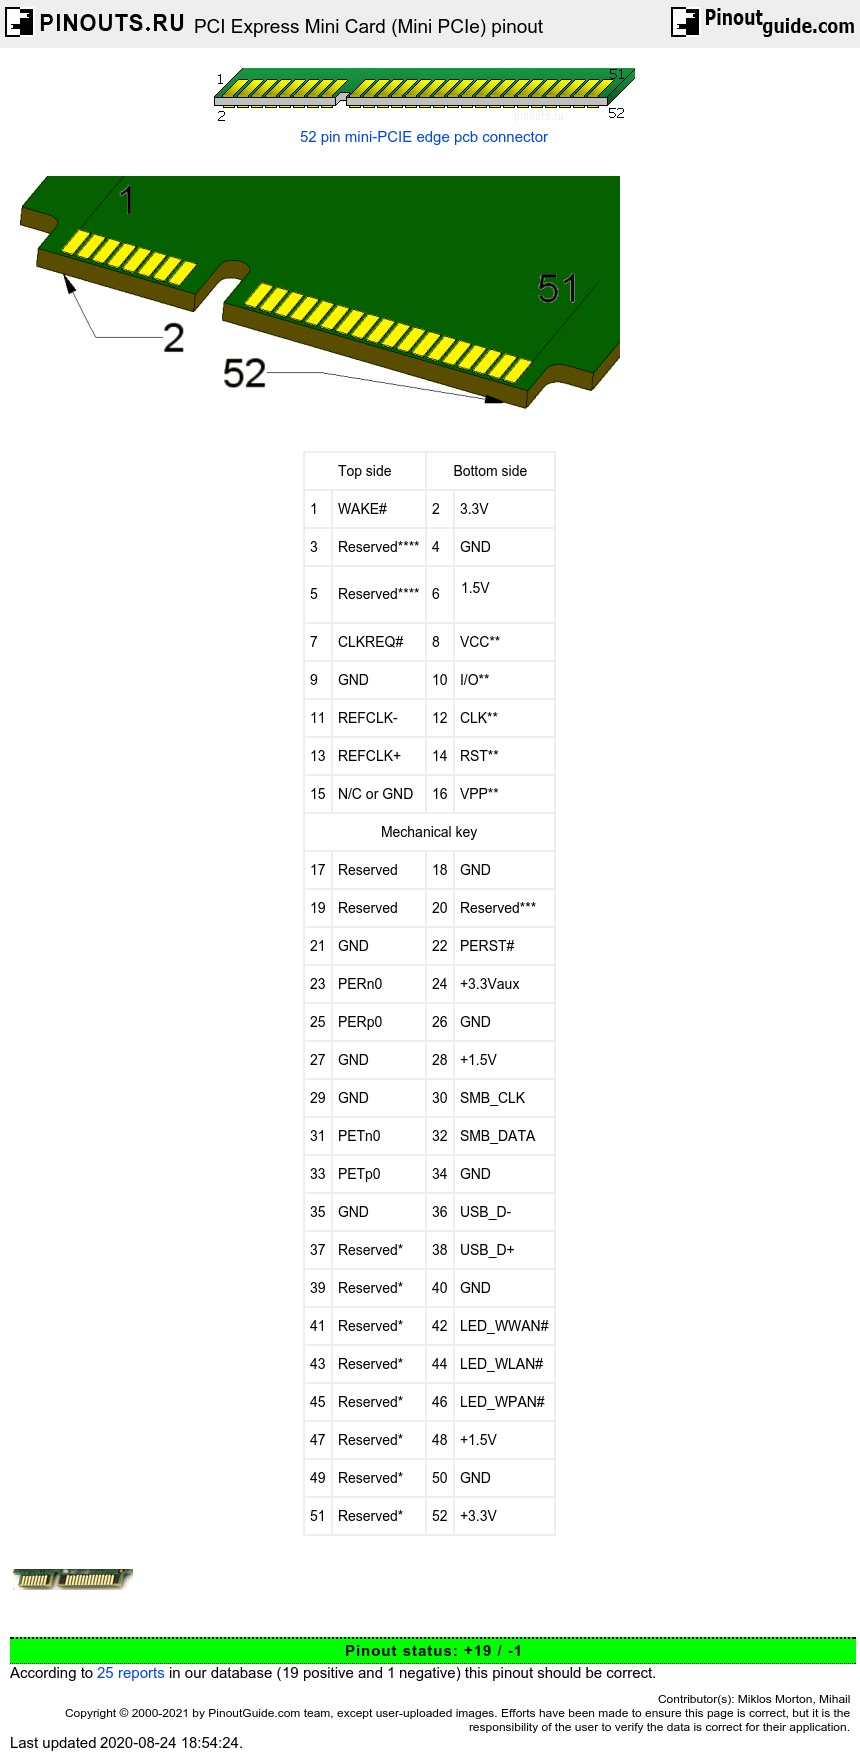 PINOUTS.RU PCI Express Mini Card (Mini PCIe) pinout Pinoutguide.com
1 51
2 52
pinouts.ru
52 pin mini-PCIE edge pcb connector
1
51
2
52
Top side Bottom side
1 WAKE# 2 3.3V
3 Reserved**** 4 GND
5 Reserved**** 6 1.5V
7 CLKREQ# 8 VCC**
9 GND 10 I/O**
11 REFCLK- 12 CLK**
13 REFCLK+ 14 RST**
15 N/C or GND 16 VPP**
Mechanical key
17 Reserved 18 GND
19 Reserved 20 Reserved***
21 GND 22 PERST#
23 PERn0 24 +3.3Vaux
25 PERp0 26 GND
27 GND 28 +1.5V
29 GND 30 SMB_CLK
31 PETn0 32 SMB_DATA
33 PETp0 34 GND
35 GND 36 USB_D-
37 Reserved* 38 USB_D+
39 Reserved* 40 GND
41 Reserved* 42 LED_WWAN#
43 Reserved* 44 LED_WLAN#
45 Reserved* 46 LED_WPAN#
47 Reserved* 48 +1.5V
49 Reserved* 50 GND
51 Reserved* 52 +3.3V
Pinout status: +19 / -1
According to 25 reports in our database (19 positive and 1 negative) this pinout should be correct.
Contributor(s): Miklos Morton, Mihail
Copyright © 2000-2021 by PinoutGuide.com team, except user-uploaded images. Efforts have been made to ensure this page is correct, but it is the
responsibility of the user to verify the data is correct for their application.
Last updated 2020-08-24 18:54:24.